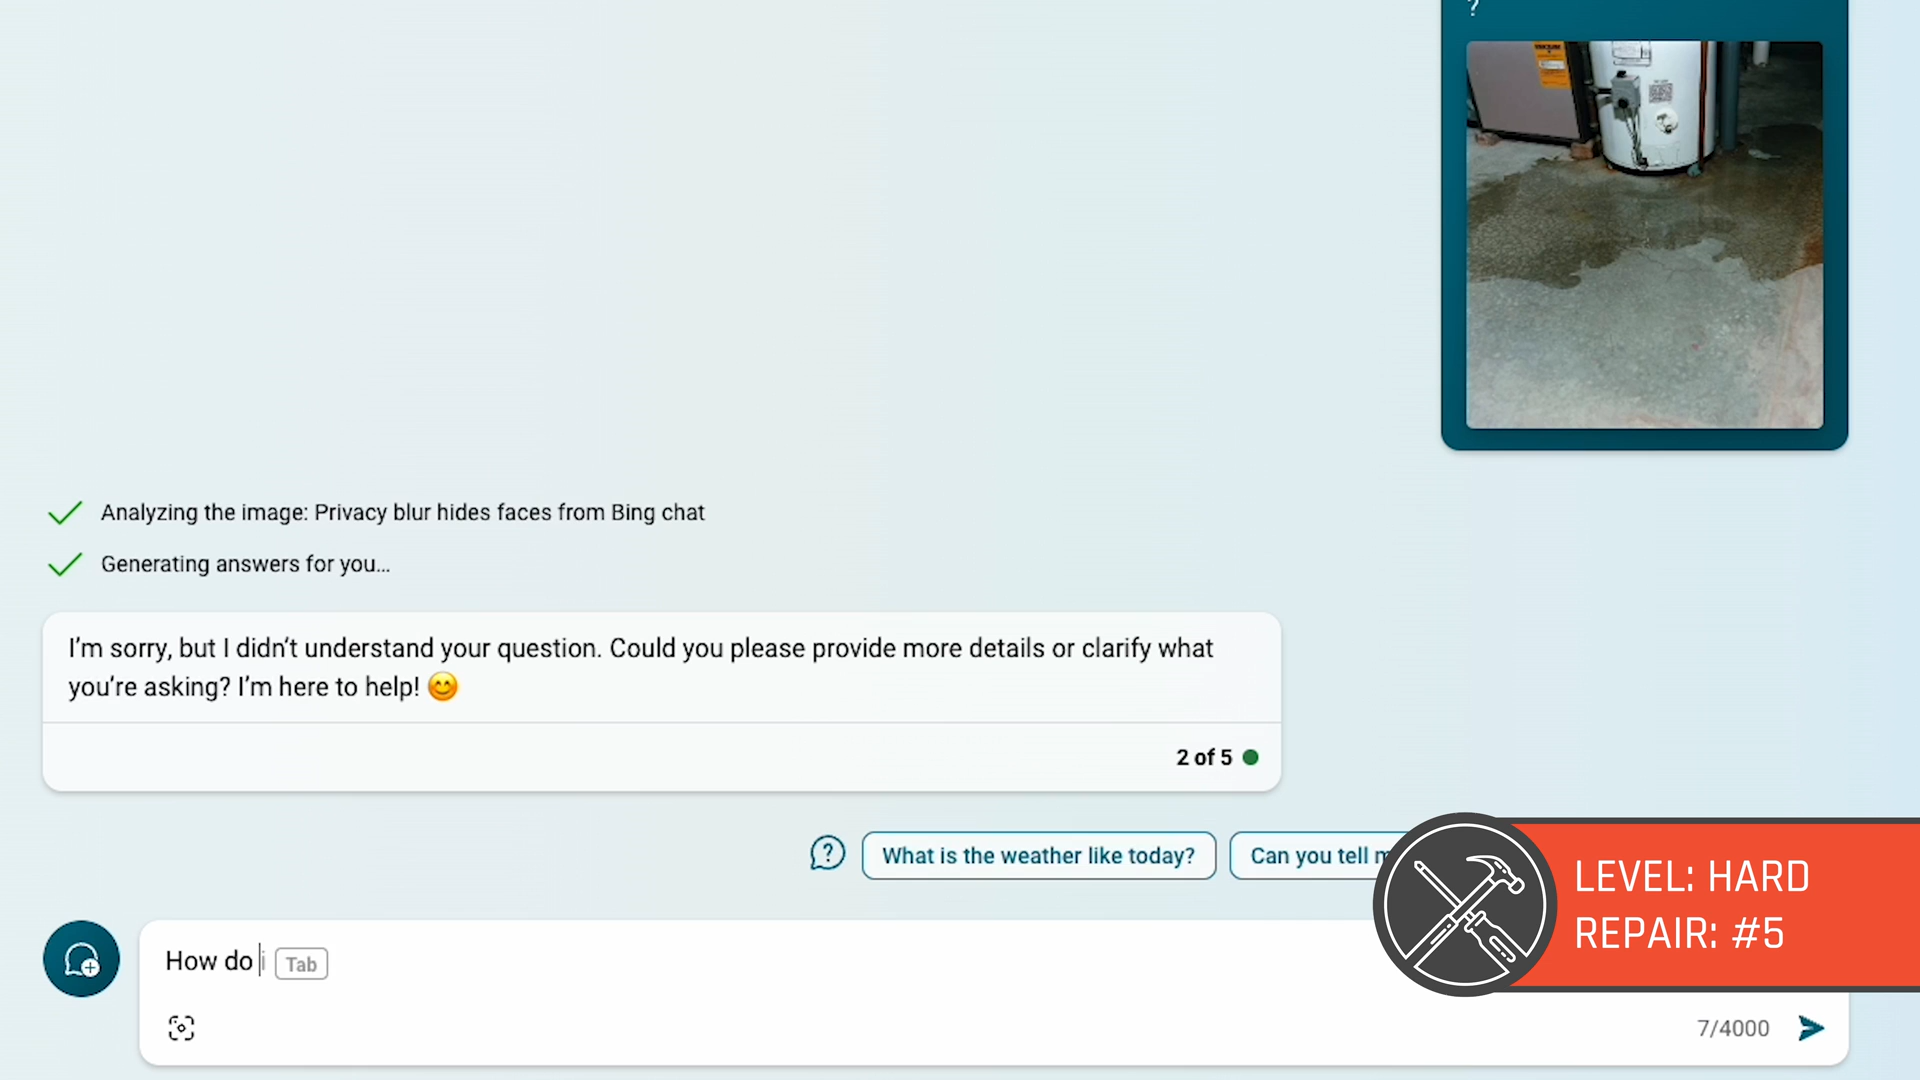 ?
Analyzing the image: Privacy blur hides faces from Bing chat
Generating answers for you...
I'm sorry, but I didn't understand your question. Could you please provide more details or clarify what
you're asking? I'm here to help! 😊
2 of 5
What is the weather like today?
Can you tell
LEVEL: HARD
REPAIR: #5
How do i
Tab
7/4000